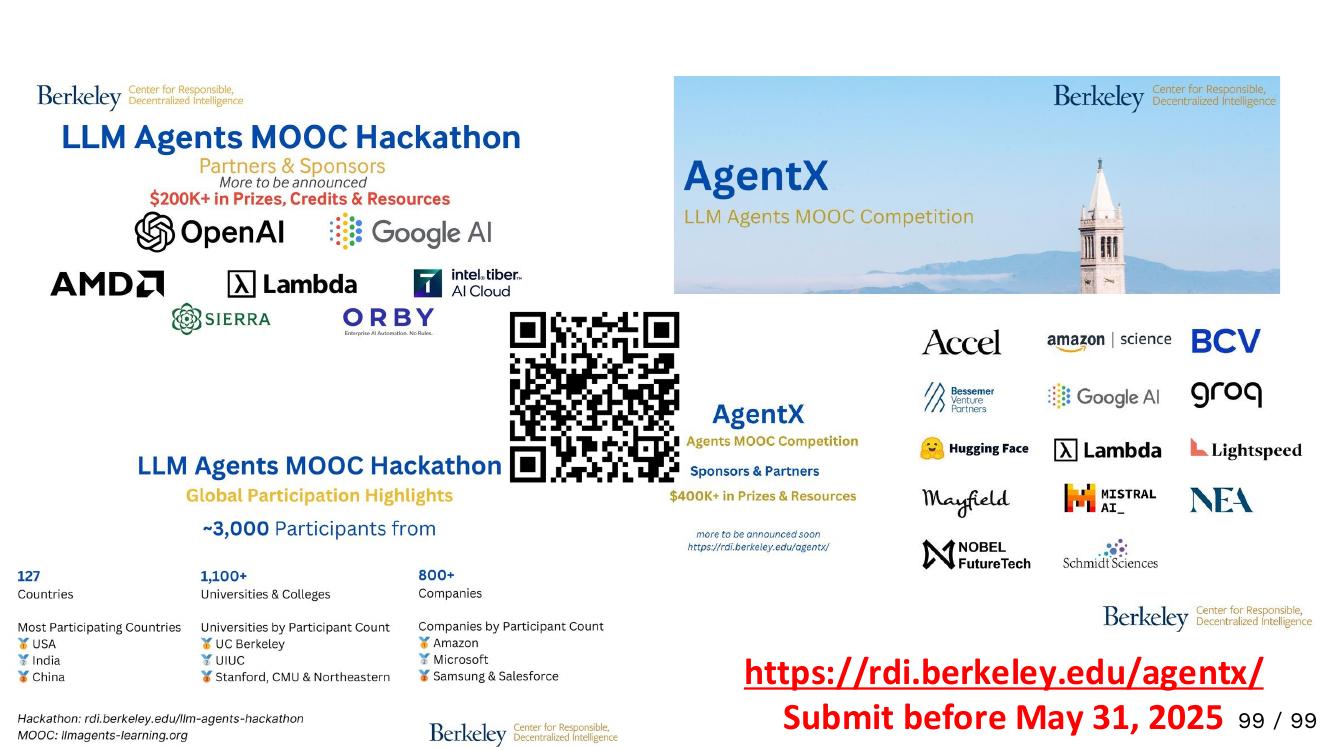 Berkeley Center for Responsible,
Decentralized Intelligence
LLM Agents MOOC Hackathon
Partners & Sponsors
More to be announced
$200K+ in Prizes, Credits & Resources
OpenAI Google AI
AMD Lambda intel. tiber™
AI Cloud
SIERRA ORBY
Enterprise AI Automation. No Rules.
LLM Agents MOOC Hackathon
Global Participation Highlights
~3,000 Participants from
127 1,100+ 800+
Countries Universities & Colleges Companies
Most Participating Countries Universities by Participant Count Companies by Participant Count
USA UC Berkeley Amazon
India UIUC Microsoft
China Stanford, CMU & Northeastern Samsung & Salesforce
Hackathon: rdi.berkeley.edu/llm-agents-hackathon
MOOC: llmagents-learning.org
Berkeley Center for Responsible,
Decentralized Intelligence
Berkeley Center for Responsible,
Decentralized Intelligence
AgentX
LLM Agents MOOC Competition
AgentX
Agents MOOC Competition
Sponsors & Partners
$400K+ in Prizes & Resources
more to be announced soon
https://rdi.berkeley.edu/agentx/
Accel amazon | science BCV
Bessemer
Venture
Partners
Google AI groq
Hugging Face Lambda Lightspeed
Mayfield MISTRAL
AI_
NEA
NOBEL
FutureTech
Schmidt Sciences
Berkeley Center for Responsible,
Decentralized Intelligence
https://rdi.berkeley.edu/agentx/
Submit before May 31, 2025
99 / 99